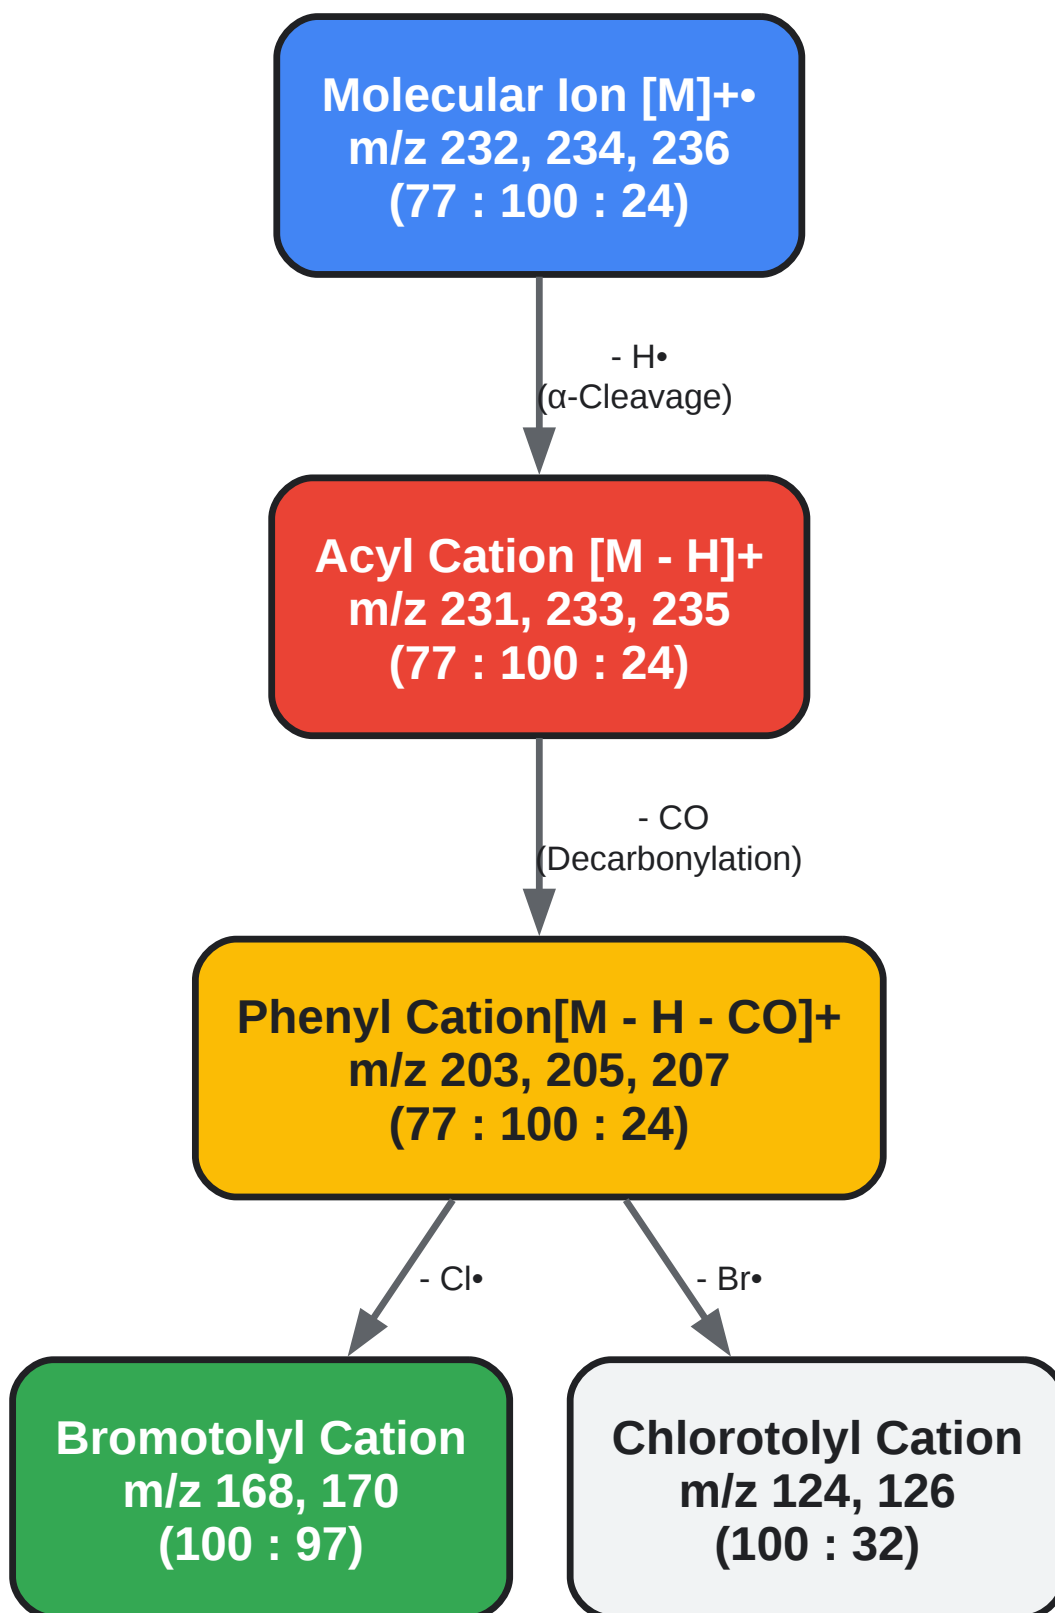 Molecular Ion [M]+•
m/z 232, 234, 236
(77 : 100 : 24)
- H•
(α-Cleavage)
Acyl Cation [M - H]+
m/z 231, 233, 235
(77 : 100 : 24)
- CO
(Decarbonylation)
Phenyl Cation[M - H - CO]+
m/z 203, 205, 207
(77 : 100 : 24)
- Cl•
- Br•
Bromotolyl Cation
m/z 168, 170
(100 : 97)
Chlorotolyl Cation
m/z 124, 126
(100 : 32)